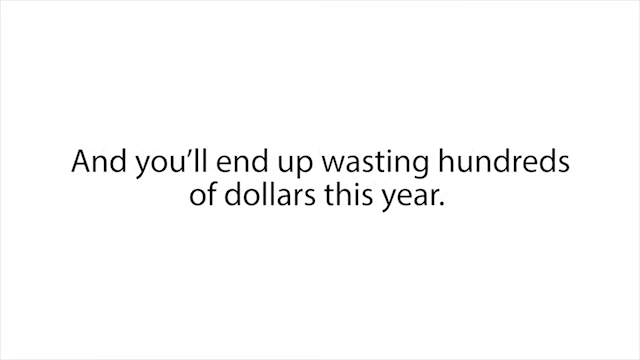 And you’ll end up wasting hundreds
of dollars this year.